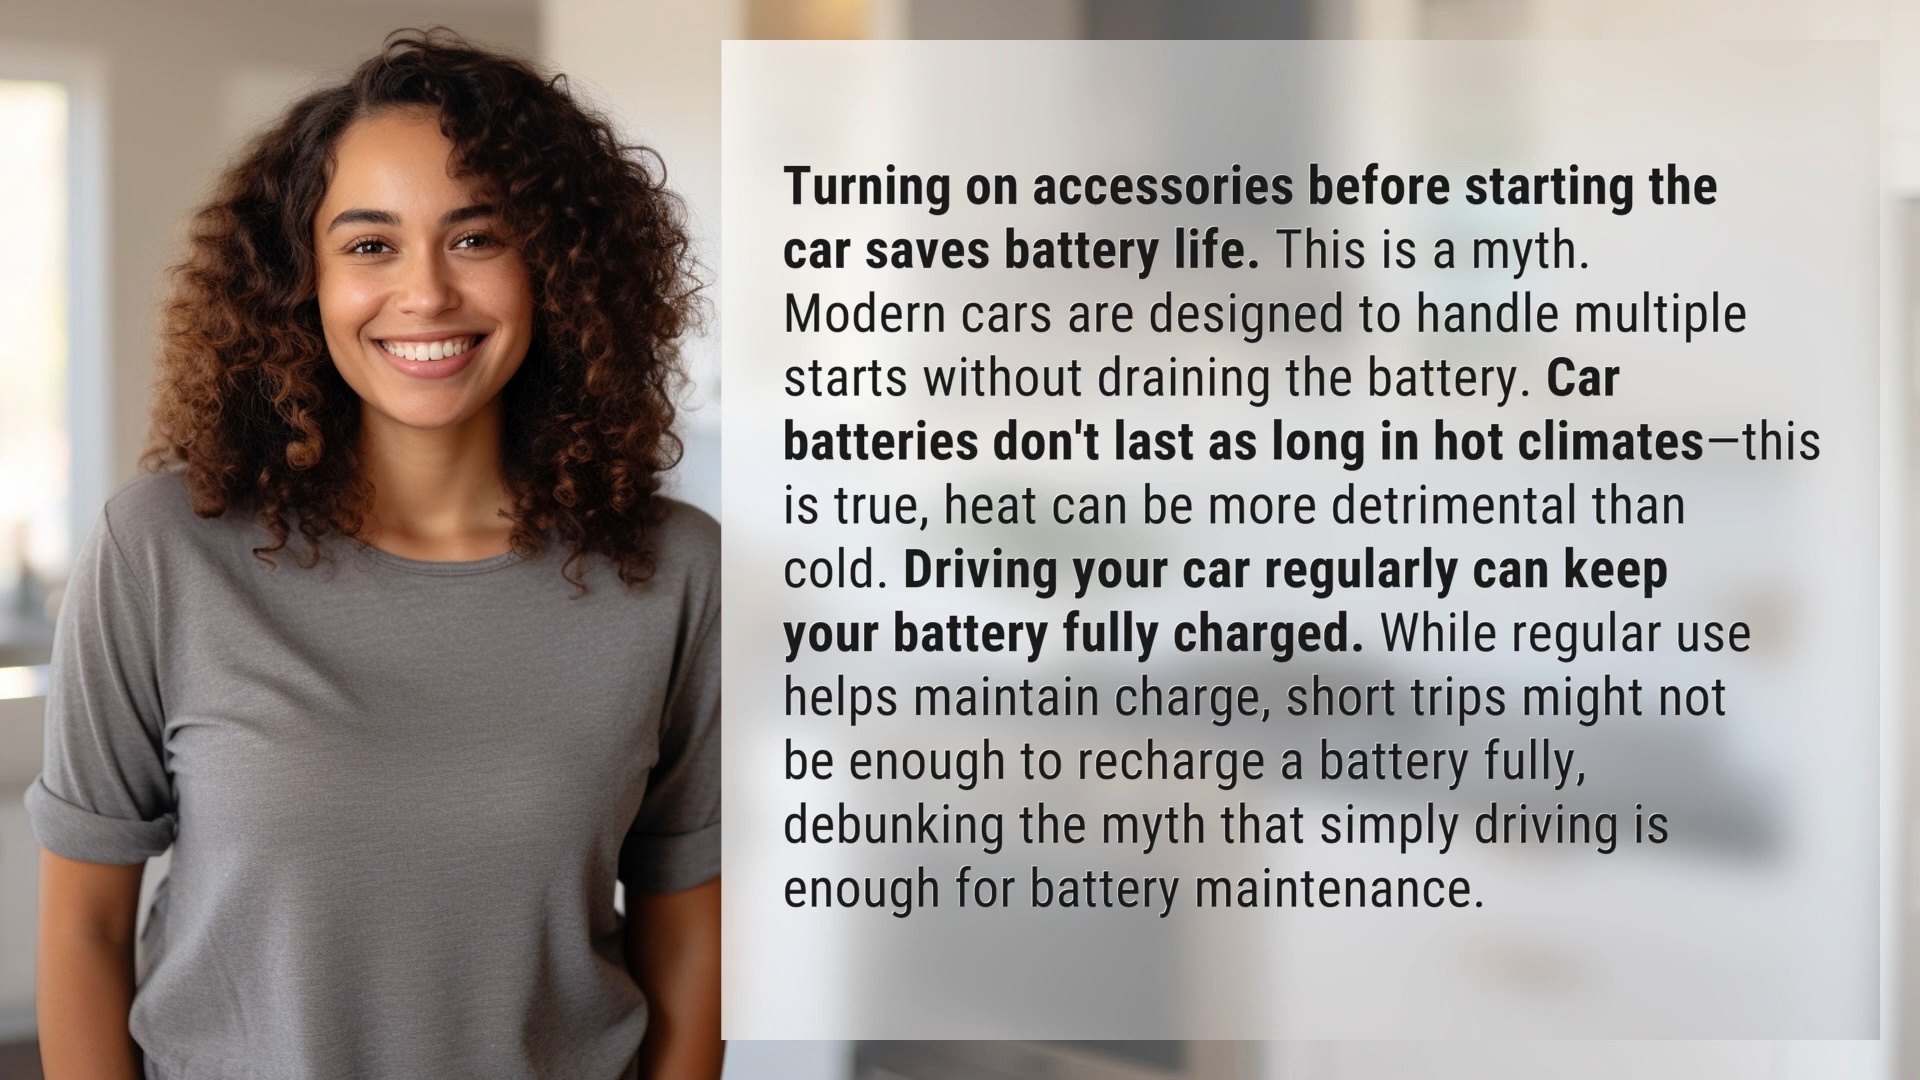 Turning on accessories before starting the
car saves battery life. This is a myth.
Modern cars are designed to handle multiple
starts without draining the battery. Car
batteries don't last as long in hot climates—this
is true, heat can be more detrimental than
cold. Driving your car regularly can keep
your battery fully charged. While regular use
helps maintain charge, short trips might not
be enough to recharge a battery fully,
debunking the myth that simply driving is
enough for battery maintenance.